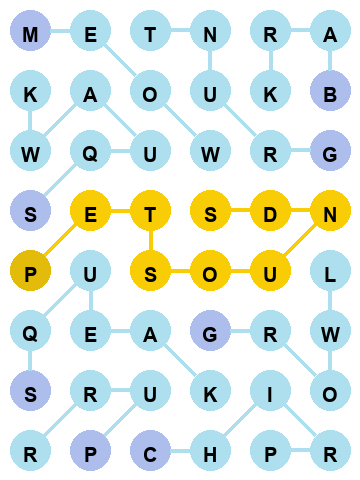 M E T N R A
K A O U K B
W Q U W R G
S E T S D N
P U S O U L
Q E A G R W
S R U K I O
R P C H P R